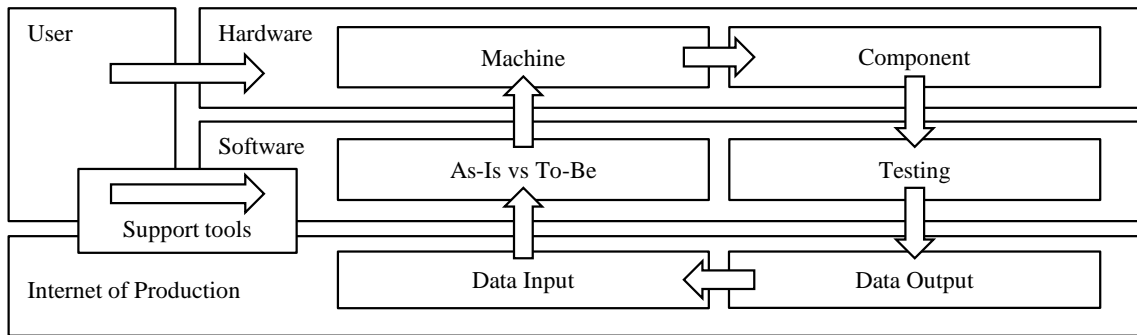 User
Hardware
Machine
Component
Software
As-Is vs To-Be
Testing
Support tools
Internet of Production
Data Input
Data Output